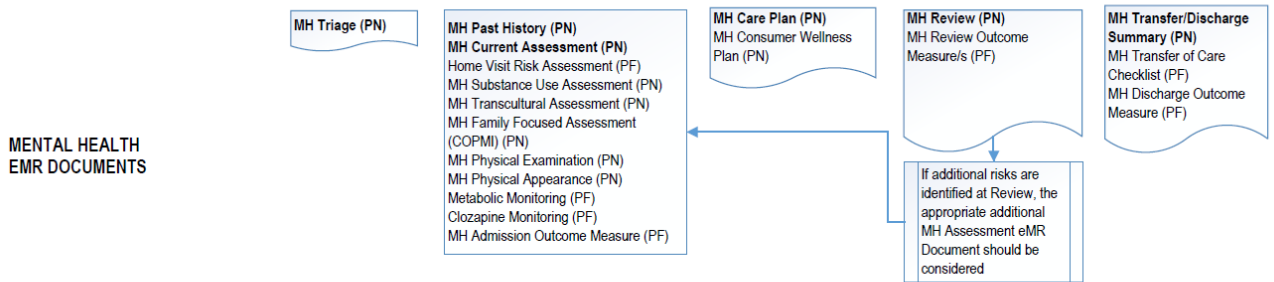 MENTAL HEALTH
EMR DOCUMENTS
MH Triage (PN)
MH Past History (PN)
MH Current Assessment (PN)
Home Visit Risk Assessment (PF)
MH Substance Use Assessment (PN)
MH Transcultural Assessment (PN)
MH Family Focused Assessment
(COPMI) (PN)
MH Physical Examination (PN)
MH Physical Appearance (PN)
Metabolic Monitoring (PF)
Clozapine Monitoring (PF)
MH Admission Outcome Measure (PF)
MH Care Plan (PN)
MH Consumer Wellness
Plan (PN)
MH Review (PN)
MH Review Outcome
Measure/s (PF)
If additional risks are
identified at Review, the
appropriate additional
MH Assessment eMR
Document should be
considered
MH Transfer/Discharge
Summary (PN)
MH Transfer of Care
Checklist (PF)
MH Discharge Outcome
Measure (PF)